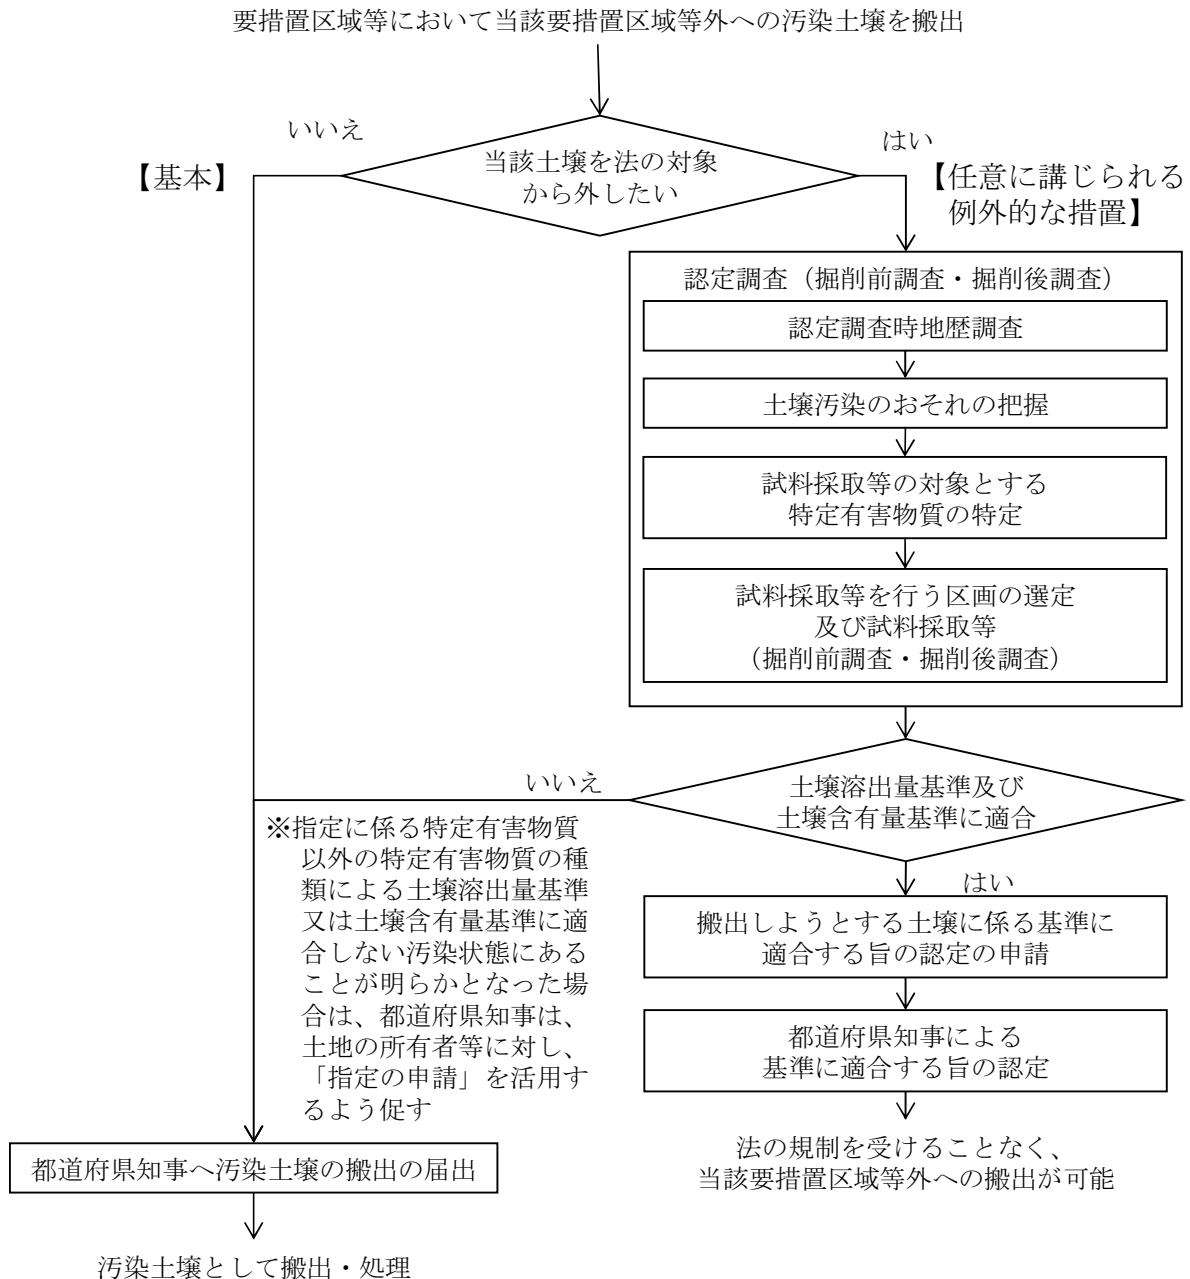 要措置区域等において当該要措置区域等外への汚染土壌を搬出
いいえ
はい
【基本】
当該土壌を法の対象
から外したい
【任意に講じられる
例外的な措置】
認定調査（掘削前調査・掘削後調査）
認定調査時地歴調査
土壌汚染のおそれの把握
試料採取等の対象とする
特定有害物質の特定
試料採取等を行う区画の選定
及び試料採取等
（掘削前調査・掘削後調査）
いいえ
土壌溶出量基準及び
土壌含有量基準に適合
※指定に係る特定有害物質
以外の特定有害物質の種
類による土壌溶出量基準
又は土壌含有量基準に適
合しない汚染状態にある
ことが明らかとなった場
合は、都道府県知事は、
土地の所有者等に対し、
「指定の申請」を活用す
るよう促す
はい
搬出しようとする土壌に係る基準に
適合する旨の認定の申請
都道府県知事による
基準に適合する旨の認定
法の規制を受けることなく、
当該要措置区域等外への搬出が可能
都道府県知事へ汚染土壌の搬出の届出
汚染土壌として搬出・処理